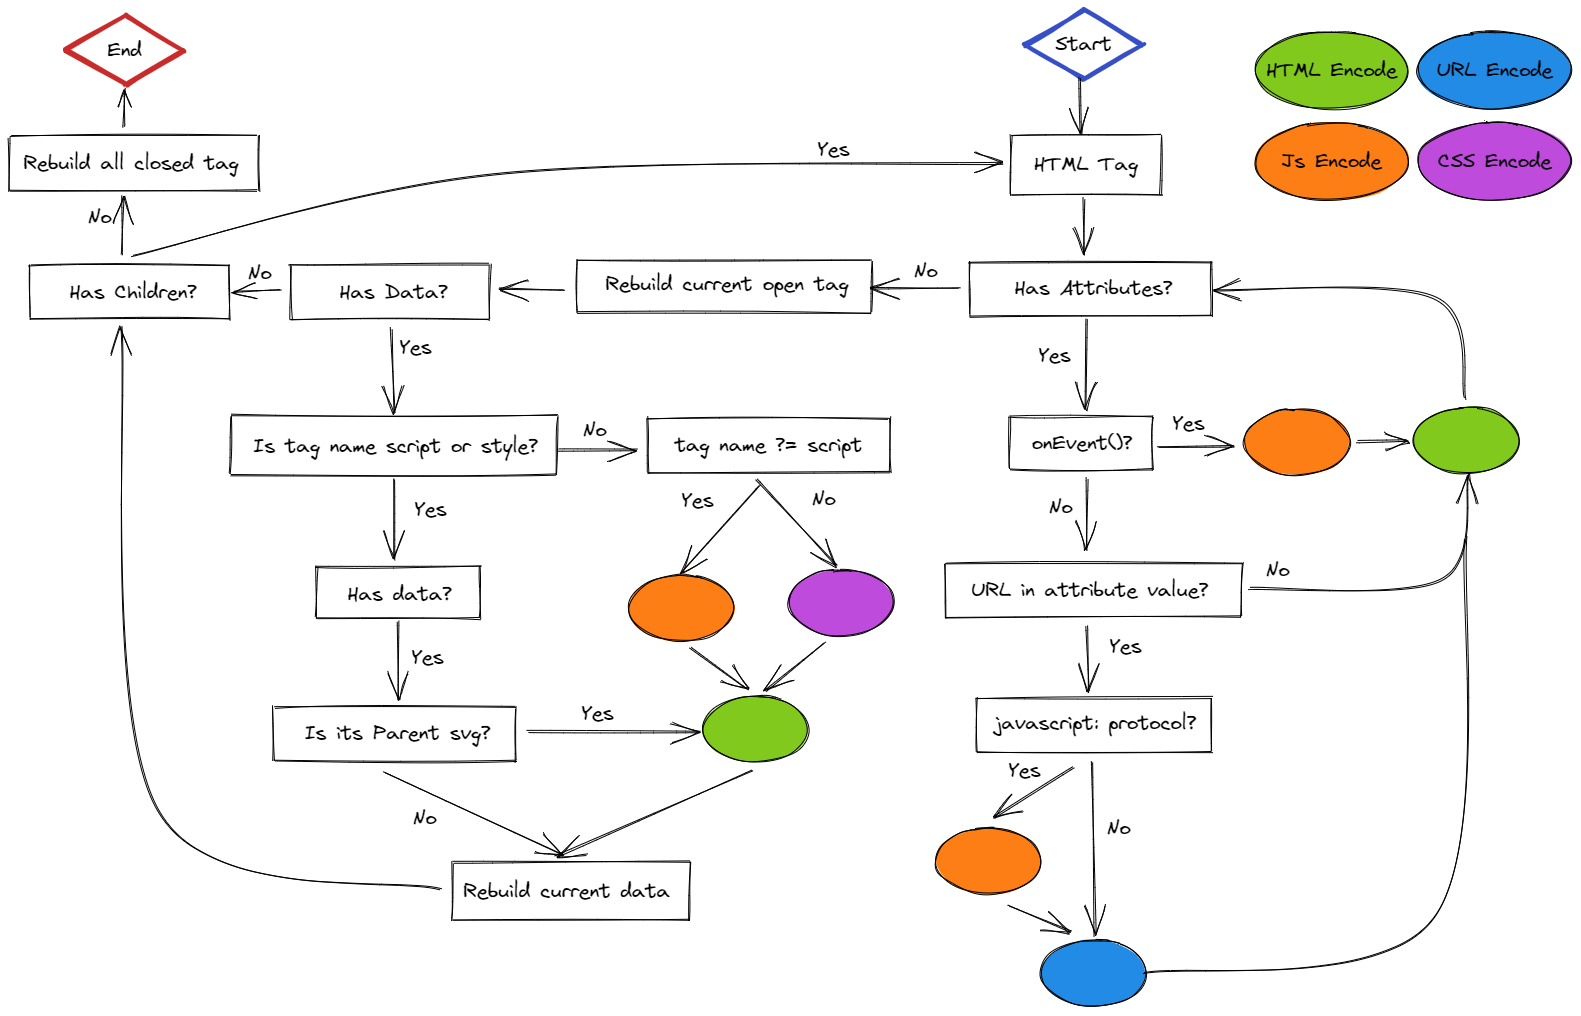 End
Start
HTML Encode
URL Encode
Rebuild all closed tag
Yes
HTML Tag
Js Encode
CSS Encode
No
Has Children?
No
Has Data?
Rebuild current open tag
No
Has Attributes?
Yes
Yes
Is tag name script or style?
No
tag name ?= script
onEvent()?
Yes
Yes
Yes
No
No
Has data?
URL in attribute value?
No
Yes
Yes
Is its Parent svg?
Yes
javascript: protocol?
No
Yes
No
Rebuild current data